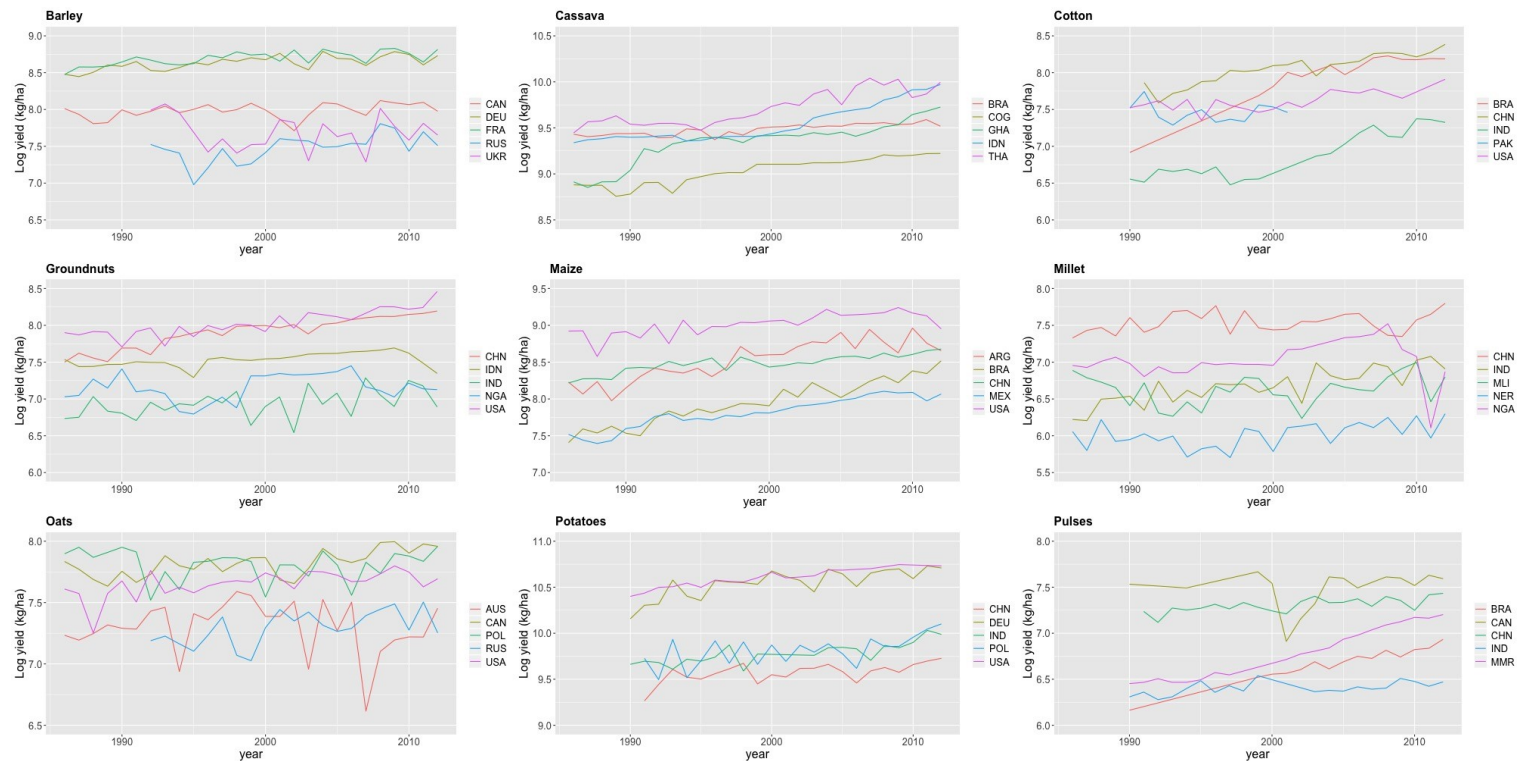 Barley
Log yield (kg/ha)
9.0
8.5
8.0
7.5
7.0
6.5
1990
2000
2010
year
CAN
DEU
FRA
RUS
UKR
Cassava
Log yield (kg/ha)
10.5
10.0
9.5
9.0
8.5
1990
2000
2010
year
BRA
COG
GHA
IDN
THA
Cotton
Log yield (kg/ha)
8.5
8.0
7.5
7.0
6.5
6.0
1990
2000
2010
year
BRA
CHN
IND
PAK
USA
Groundnuts
Log yield (kg/ha)
8.5
8.0
7.5
7.0
6.5
6.0
1990
2000
2010
year
CHN
IDN
IND
NGA
USA
Maize
Log yield (kg/ha)
9.5
9.0
8.5
8.0
7.5
7.0
1990
2000
2010
year
ARG
BRA
CHN
MEX
USA
Millet
Log yield (kg/ha)
8.0
7.5
7.0
6.5
6.0
5.5
1990
2000
2010
year
CHN
IND
MLI
NER
NGA
Oats
Log yield (kg/ha)
8.0
7.5
7.0
6.5
1990
2000
2010
year
AUS
CAN
POL
RUS
USA
Potatoes
Log yield (kg/ha)
11.0
10.5
10.0
9.5
9.0
1990
2000
2010
year
CHN
DEU
IND
POL
USA
Pulses
Log yield (kg/ha)
8.0
7.5
7.0
6.5
6.0
1990
2000
2010
year
BRA
CAN
CHN
IND
MMR